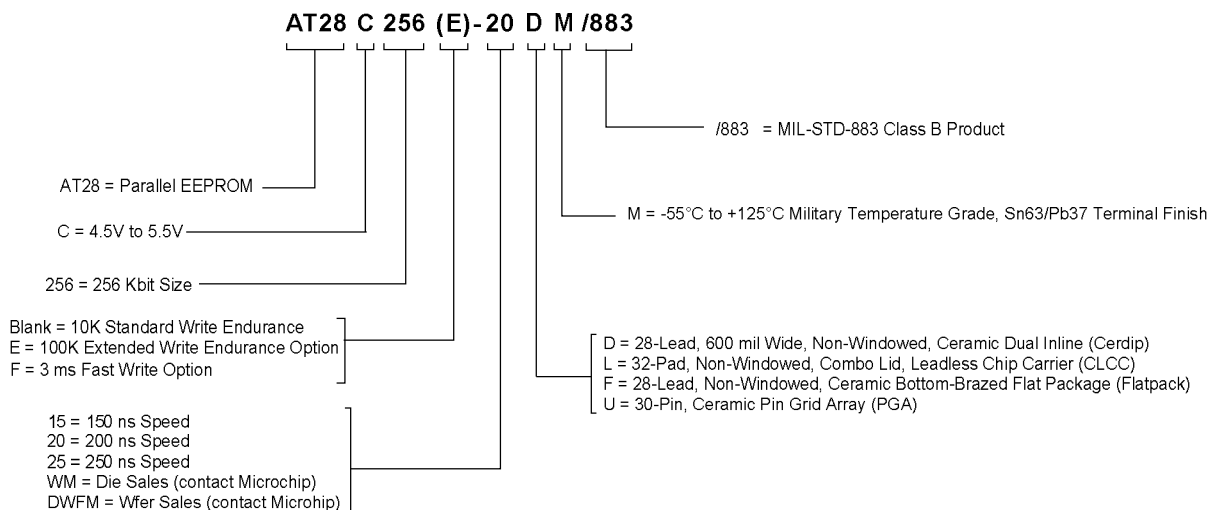 AT28 C 256 (E)-20 D M /883
/883 = MIL-STD-883 Class B Product
AT28 = Parallel EEPROM
M = -55°C to +125°C Military Temperature Grade, Sn63/Pb37 Terminal Finish
C = 4.5V to 5.5V
256 = 256 Kbit Size
Blank = 10K Standard Write Endurance
E = 100K Extended Write Endurance Option
F = 3 ms Fast Write Option
D = 28-Lead, 600 mil Wide, Non-Windowed, Ceramic Dual Inline (Cerdip)
L = 32-Pad, Non-Windowed, Combo Lid, Leadless Chip Carrier (CLCC)
F = 28-Lead, Non-Windowed, Ceramic Bottom-Brazed Flat Package (Flatpack)
U = 30-Pin, Ceramic Pin Grid Array (PGA)
15 = 150 ns Speed
20 = 200 ns Speed
25 = 250 ns Speed
WM = Die Sales (contact Microchip)
DWFM = Wfer Sales (contact Microhip)